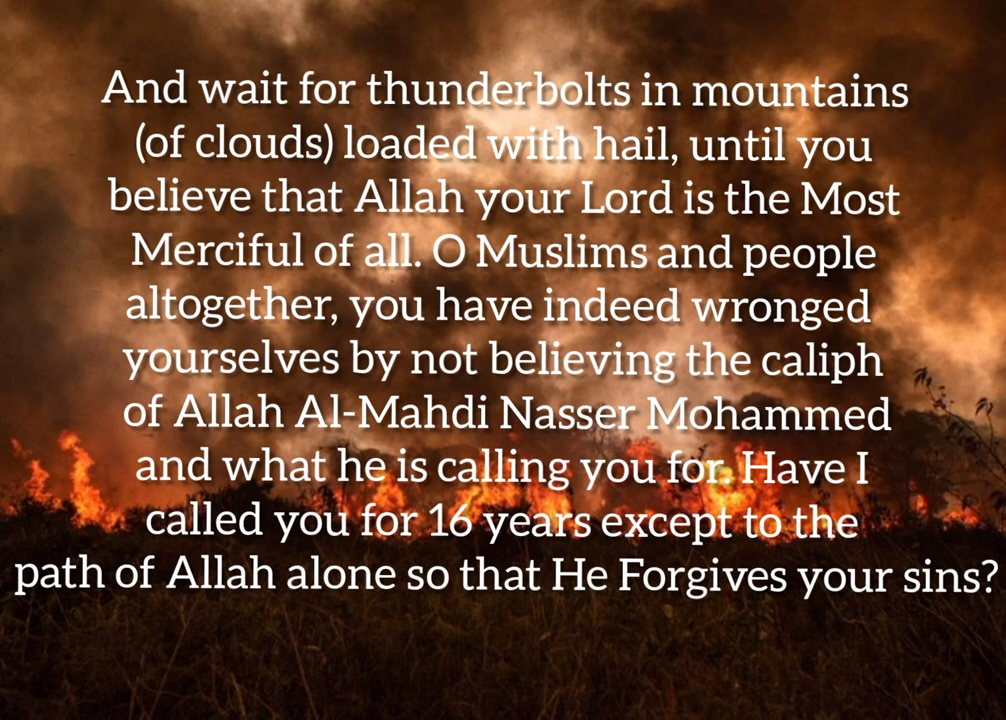 And wait for thunderbolts in mountains
(of clouds) loaded with hail, until you
believe that Allah your Lord is the Most
Merciful of all. O Muslims and people
altogether, you have indeed wronged
yourselves by not believing the caliph
of Allah Al-Mahdi Nasser Mohammed
and what he is calling you for. Have I
called you for 16 years except to the
path of Allah alone so that He Forgives your sins?